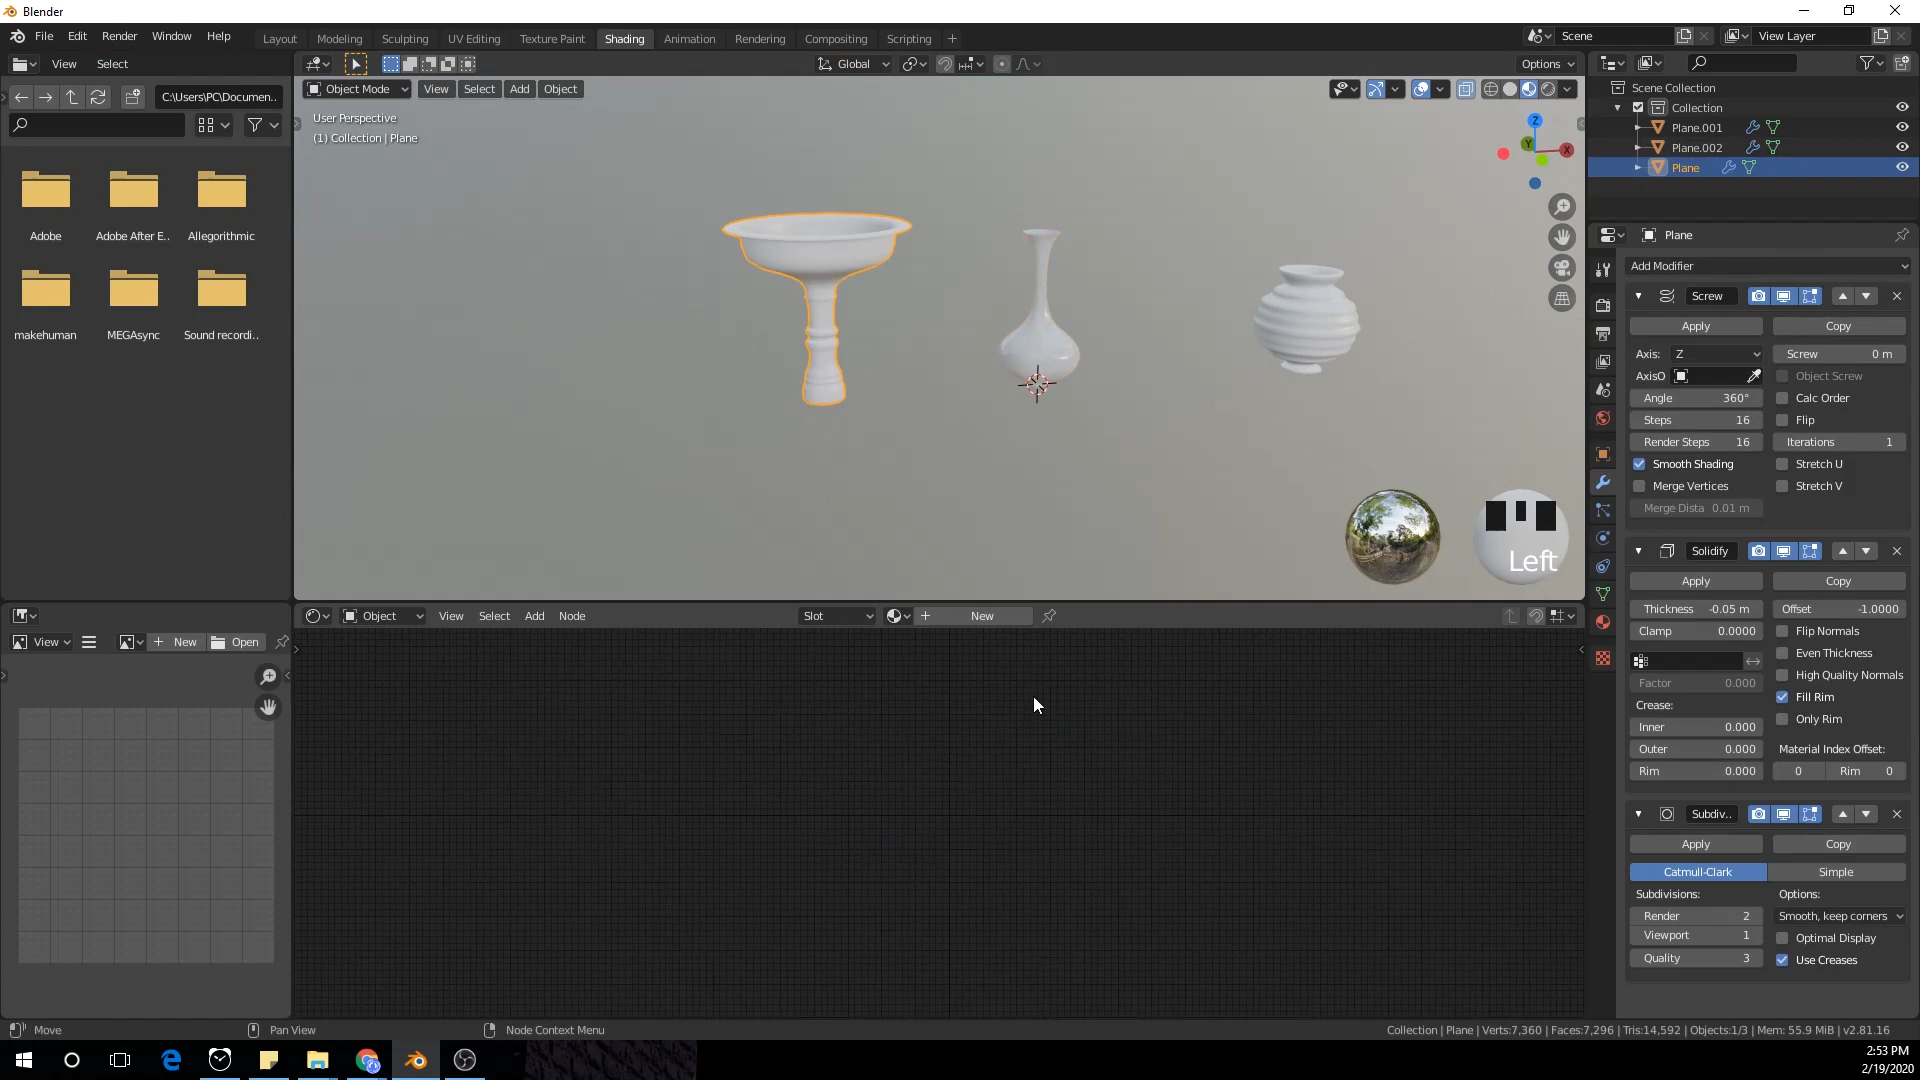 Blender
File Edit Render Window Help
Layout Modeling Sculpting UV Editing Texture Paint Shading Animation Rendering Compositing Scripting +
Scene
View Layer
View Select
Global
Options
C:\Users\PC\Documen..
Object Mode View Select Add Object
User Perspective
(1) Collection | Plane
Z
Y
X
Adobe
Adobe After E..
Allegorithmic
makehuman
MEGAsync
Sound recordi..
Left
Scene Collection
Collection
Plane.001
Plane.002
Plane
Plane
Add Modifier
Screw
Apply Copy
Axis: Z Screw 0 m
AxisO Object Screw
Angle 360° Calc Order
Steps 16 Flip
Render Steps 16 Iterations 1
Smooth Shading Stretch U
Merge Vertices Stretch V
Merge Dista 0.01 m
Solidify
Apply Copy
Thickness -0.05 m Offset -1.0000
Clamp 0.0000 Flip Normals
Even Thickness
High Quality Normals
Factor 0.000
Fill Rim
Crease:
Only Rim
Inner 0.000
Outer 0.000 Material Index Offset:
Rim 0.000 0 Rim 0
Subdiv..
Apply Copy
Catmull-Clark Simple
Subdivisions: Options:
Render 2 Smooth, keep corners
Viewport 1 Optimal Display
Quality 3 Use Creases
Object View Select Add Node Slot + New
View + New Open
Move Pan View Node Context Menu
Collection | Plane | Verts:7,360 | Faces:7,296 | Tris:14,592 | Objects:1/3 | Mem: 55.9 MiB | v2.81.16
2:53 PM
2/19/2020